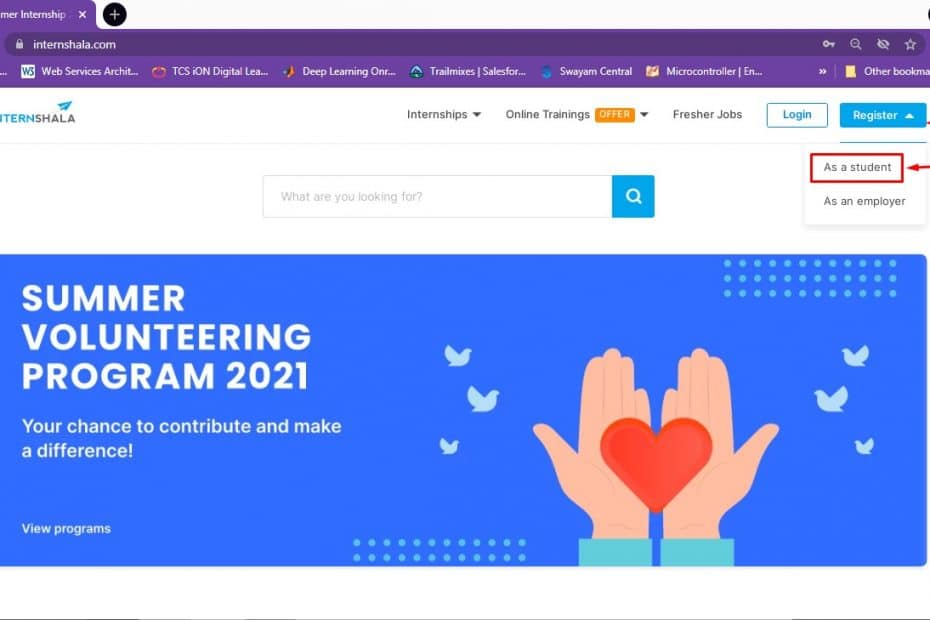 mer Internship
internshala.com
... Web Services Archit... TCS iON Digital Lea... Deep Learning Onr... Trailmixes | Salesfor... Swayam Central Microcontroller | En... » Other bookma
NTERNSHALA Internships Online Trainings OFFER Fresher Jobs Login Register
As a student
What are you looking for?
As an employer
SUMMER
VOLUNTEERING
PROGRAM 2021
Your chance to contribute and make
a difference!
View programs